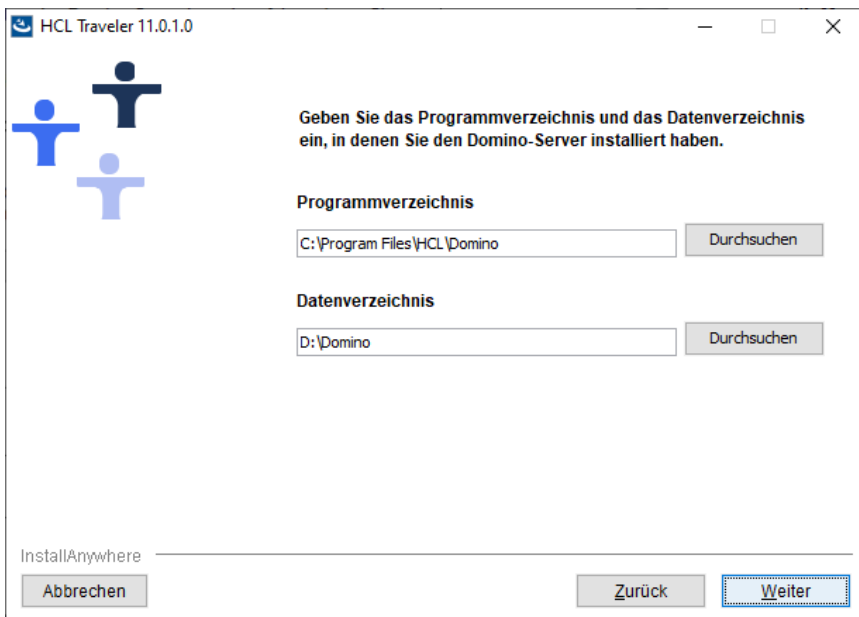 HCL Traveler 11.0.1.0
Geben Sie das Programmverzeichnis und das Datenverzeichnis
ein, in denen Sie den Domino-Server installiert haben.
Programmverzeichnis
C:\Program Files\HCL\Domino
Durchsuchen
Datenverzeichnis
D:\Domino
Durchsuchen
InstallAnywhere
Abbrechen
Zurück
Weiter